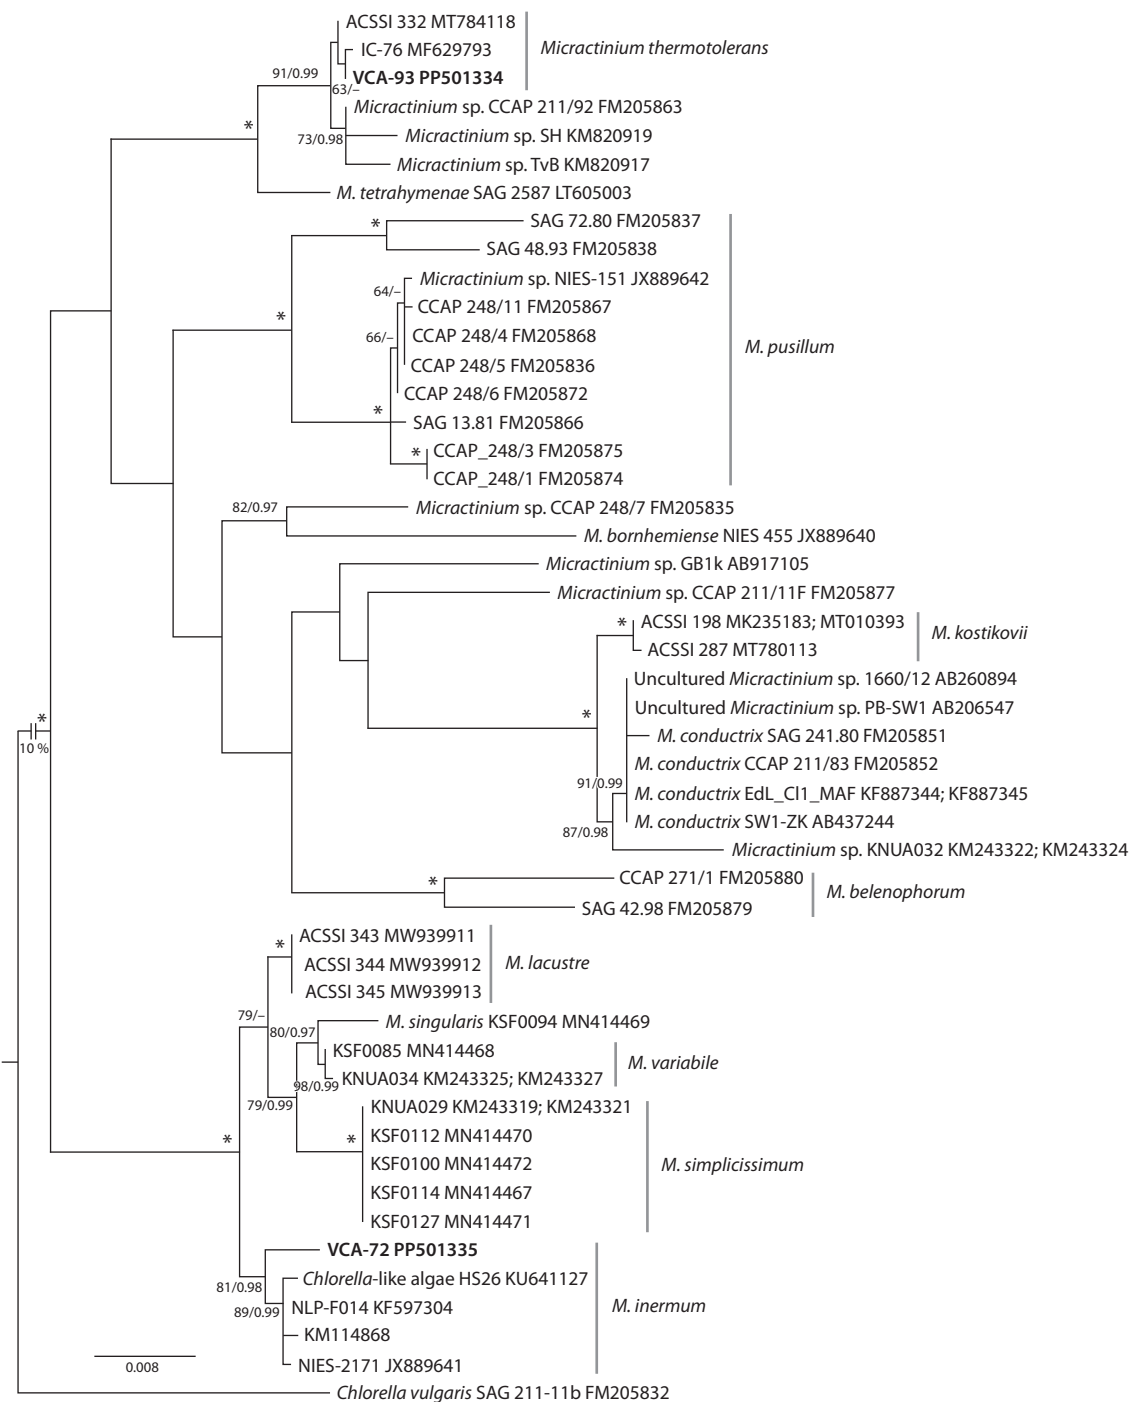 ACSSI 332 MT784118
IC-76 MF629793
Micractinium thermotolerans
91/0.99
VCA-93 PP501334
63/–
Micractinium sp. CCAP 211/92 FM205863
*
73/0.98
Micractinium sp. SH KM820919
Micractinium sp. TvB KM820917
M. tetrahymenae SAG 2587 LT605003
*
SAG 72.80 FM205837
SAG 48.93 FM205838
Micractinium sp. NIES-151 JX889642
64/–
CCAP 248/11 FM205867
*
66/–
CCAP 248/4 FM205868
M. pusillum
CCAP 248/5 FM205836
CCAP 248/6 FM205872
*
SAG 13.81 FM205866
*
CCAP_248/3 FM205875
CCAP_248/1 FM205874
82/0.97
Micractinium sp. CCAP 248/7 FM205835
M. bornhemiense NIES 455 JX889640
Micractinium sp. GB1k AB917105
Micractinium sp. CCAP 211/11F FM205877
*
ACSSI 198 MK235183; MT010393
M. kostikovii
ACSSI 287 MT780113
Uncultured Micractinium sp. 1660/12 AB260894
*
Uncultured Micractinium sp. PB-SW1 AB206547
*
10 %
M. conductrix SAG 241.80 FM205851
M. conductrix CCAP 211/83 FM205852
91/0.99
M. conductrix EdL_Cl1_MAF KF887344; KF887345
M. conductrix SW1-ZK AB437244
87/0.98
Micractinium sp. KNUA032 KM243322; KM243324
*
CCAP 271/1 FM205880
M. belenophorum
SAG 42.98 FM205879
*
ACSSI 343 MW939911
ACSSI 344 MW939912
M. lacustre
ACSSI 345 MW939913
79/–
80/0.97
M. singularis KSF0094 MN414469
KSF0085 MN414468
M. variabile
98/0.99
KNUA034 KM243325; KM243327
79/0.99
KNUA029 KM243319; KM243321
*
*
KSF0112 MN414470
KSF0100 MN414472
M. simplicissimum
KSF0114 MN414467
KSF0127 MN414471
VCA-72 PP501335
81/0.98
Chlorella-like algae HS26 KU641127
89/0.99
NLP-F014 KF597304
M. inermum
KM114868
NIES-2171 JX889641
0.008
Chlorella vulgaris SAG 211-11b FM205832